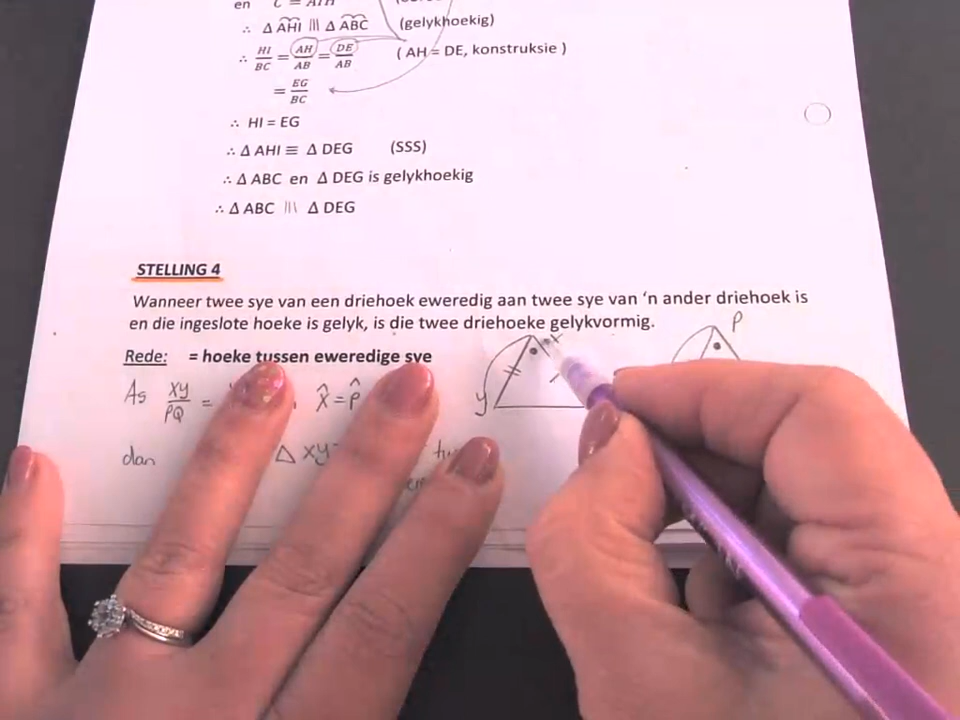 en
∴ Δ AHI ||| Δ ABC (gelykhoekig)
∴ HI/BC = AH/AB = DE/AB ( AH = DE, konstruksie )
= EG/BC
∴ HI = EG
∴ Δ AHI ≡ Δ DEG (SSS)
∴ Δ ABC en Δ DEG is gelykhoekig
∴ Δ ABC ||| Δ DEG
STELLING 4
Wanneer twee sye van een driehoek eweredig aan twee sye van 'n ander driehoek is
en die ingeslote hoeke is gelyk, is die twee driehoeke gelykvormig.
Rede: = hoeke tussen eweredige sye
As xy/PQ = x̂ = P̂
dan Δ xy
x
y
P